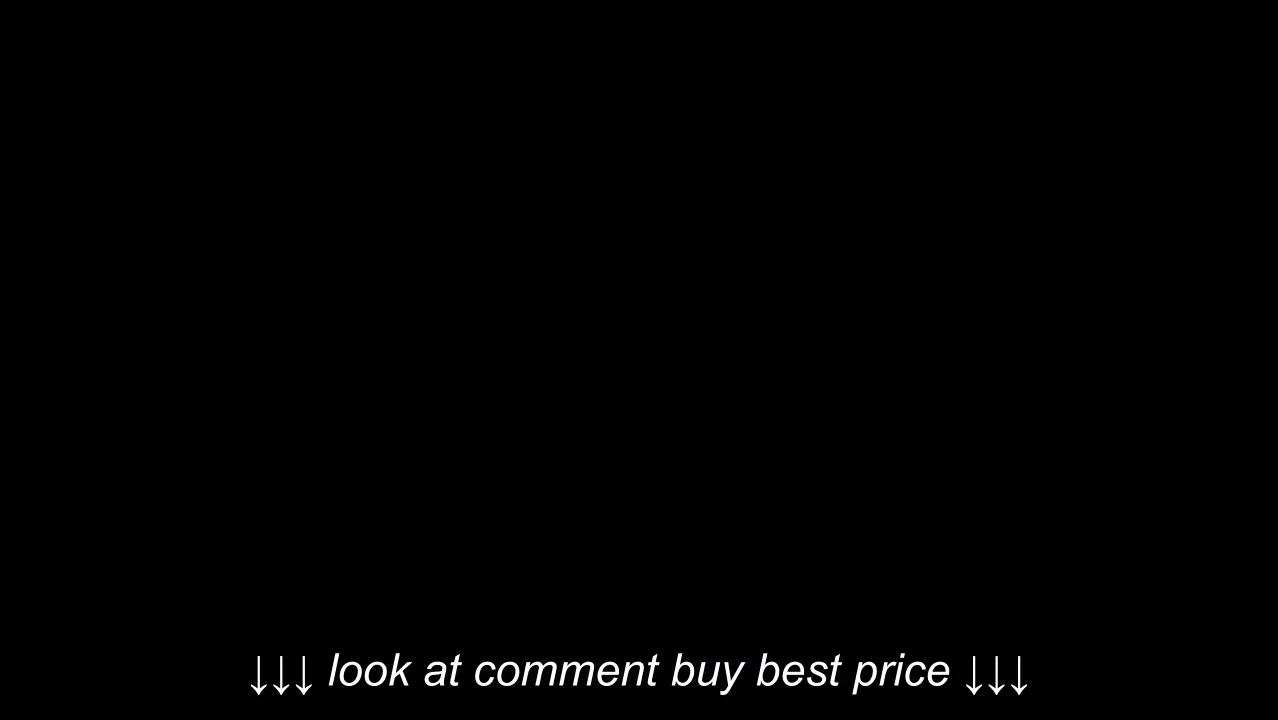 ↓↓↓ look at comment buy best price ↓↓↓